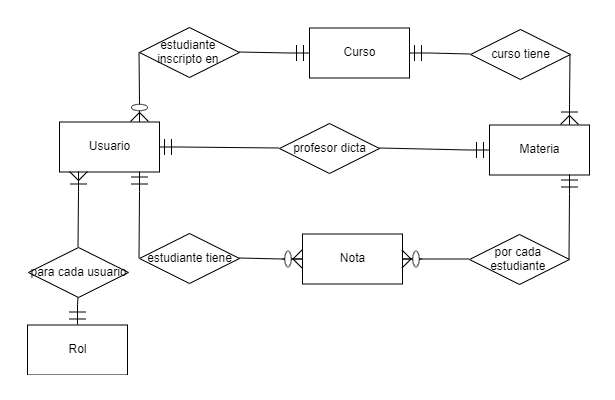 estudiante
inscripto en
Curso
curso tiene
Usuario
profesor dicta
Materia
para cada usuario
estudiante tiene
Nota
por cada
estudiante
Rol